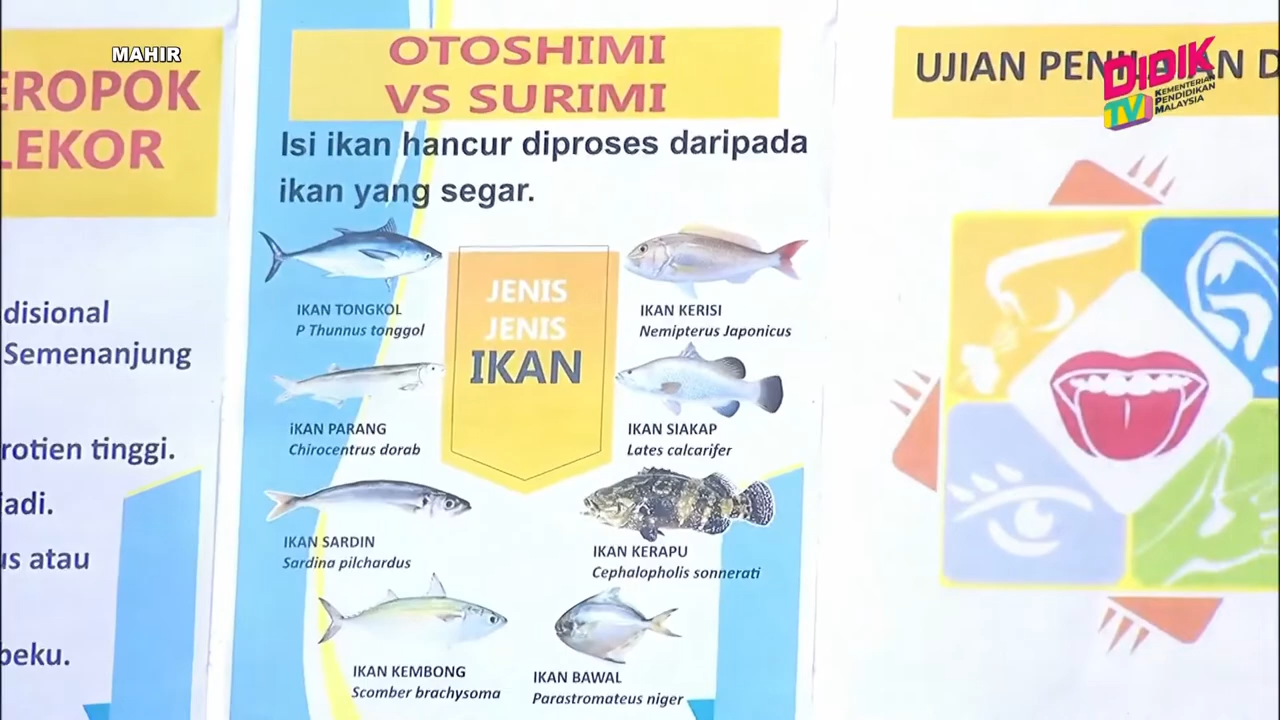 MAHIR
EROPOK
LEKOR
disional
Semenanjung
rotien tinggi.
jadi.
us atau
beku.
OTOSHIMI
VS SURIMI
Isi ikan hancur diproses daripada
ikan yang segar.
JENIS
JENIS
IKAN
IKAN TONGKOL
P Thunnus tonggol
IKAN KERISI
Nemipterus Japonicus
iKAN PARANG
Chirocentrus dorab
IKAN SIAKAP
Lates calcarifer
IKAN SARDIN
Sardina pilchardus
IKAN KERAPU
Cephalopholis sonnerati
IKAN KEMBONG
Scomber brachysoma
IKAN BAWAL
Parastromateus niger
UJIAN PENILAIAN D
DIDIK
TV
KEMENTERIAN
PENDIDIKAN
MALAYSIA